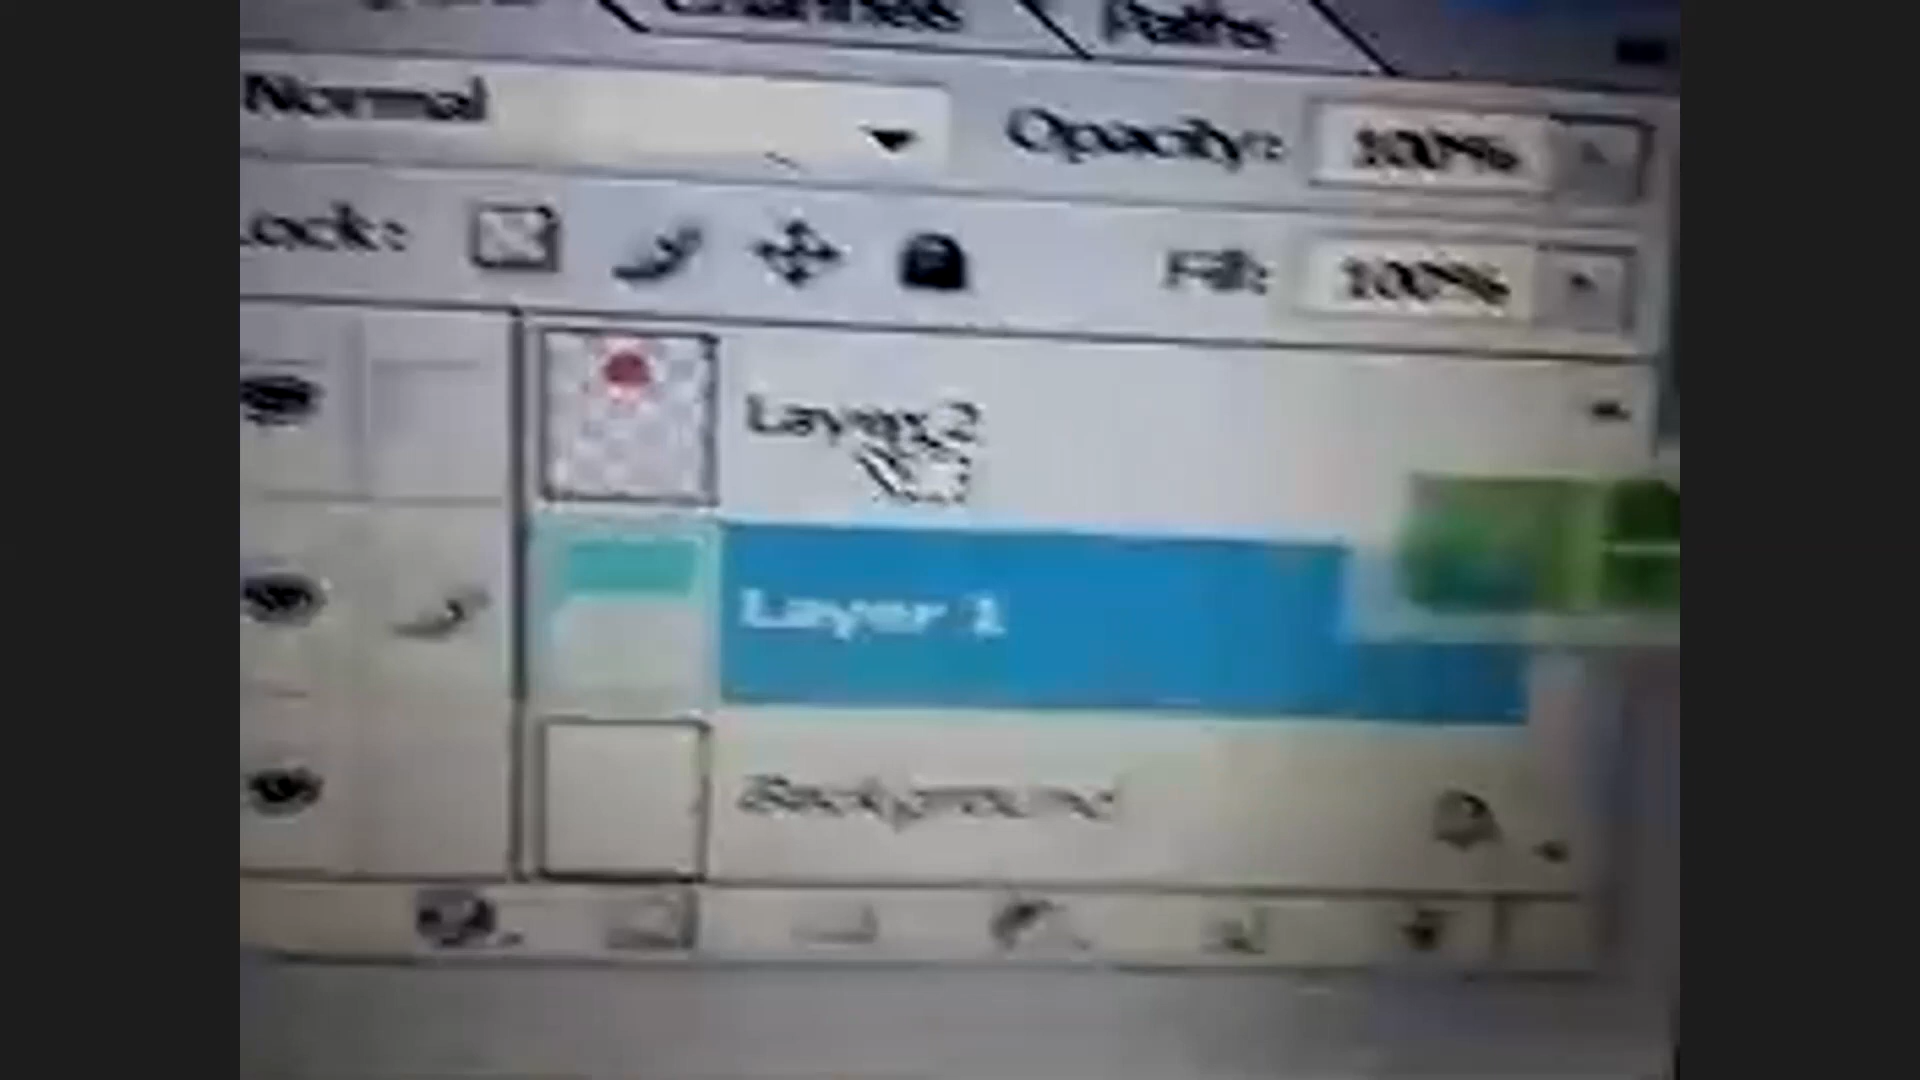 Channels Paths
Normal Opacity: 100%
Lock: Fill: 100%
Layer 2
Layer 1
Background